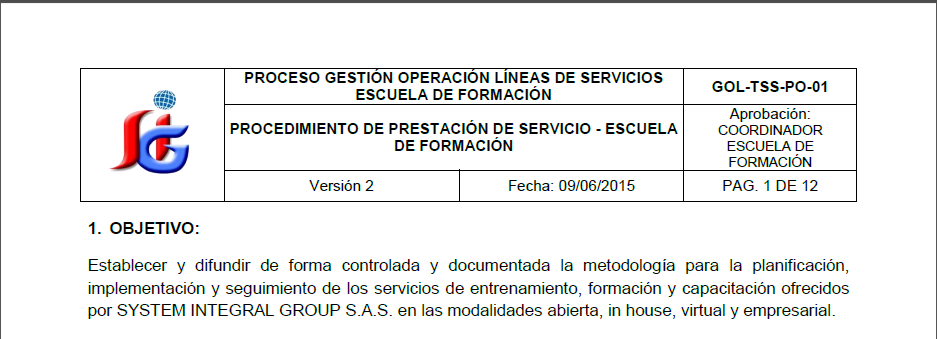 PROCESO GESTIÓN OPERACIÓN LÍNEAS DE SERVICIOS
ESCUELA DE FORMACIÓN
GOL-TSS-PO-01
PROCEDIMIENTO DE PRESTACIÓN DE SERVICIO - ESCUELA
DE FORMACIÓN
Aprobación:
COORDINADOR
ESCUELA DE
FORMACIÓN
Versión 2
Fecha: 09/06/2015
PAG. 1 DE 12
1. OBJETIVO:
Establecer y difundir de forma controlada y documentada la metodología para la planificación,
implementación y seguimiento de los servicios de entrenamiento, formación y capacitación ofrecidos
por SYSTEM INTEGRAL GROUP S.A.S. en las modalidades abierta, in house, virtual y empresarial.